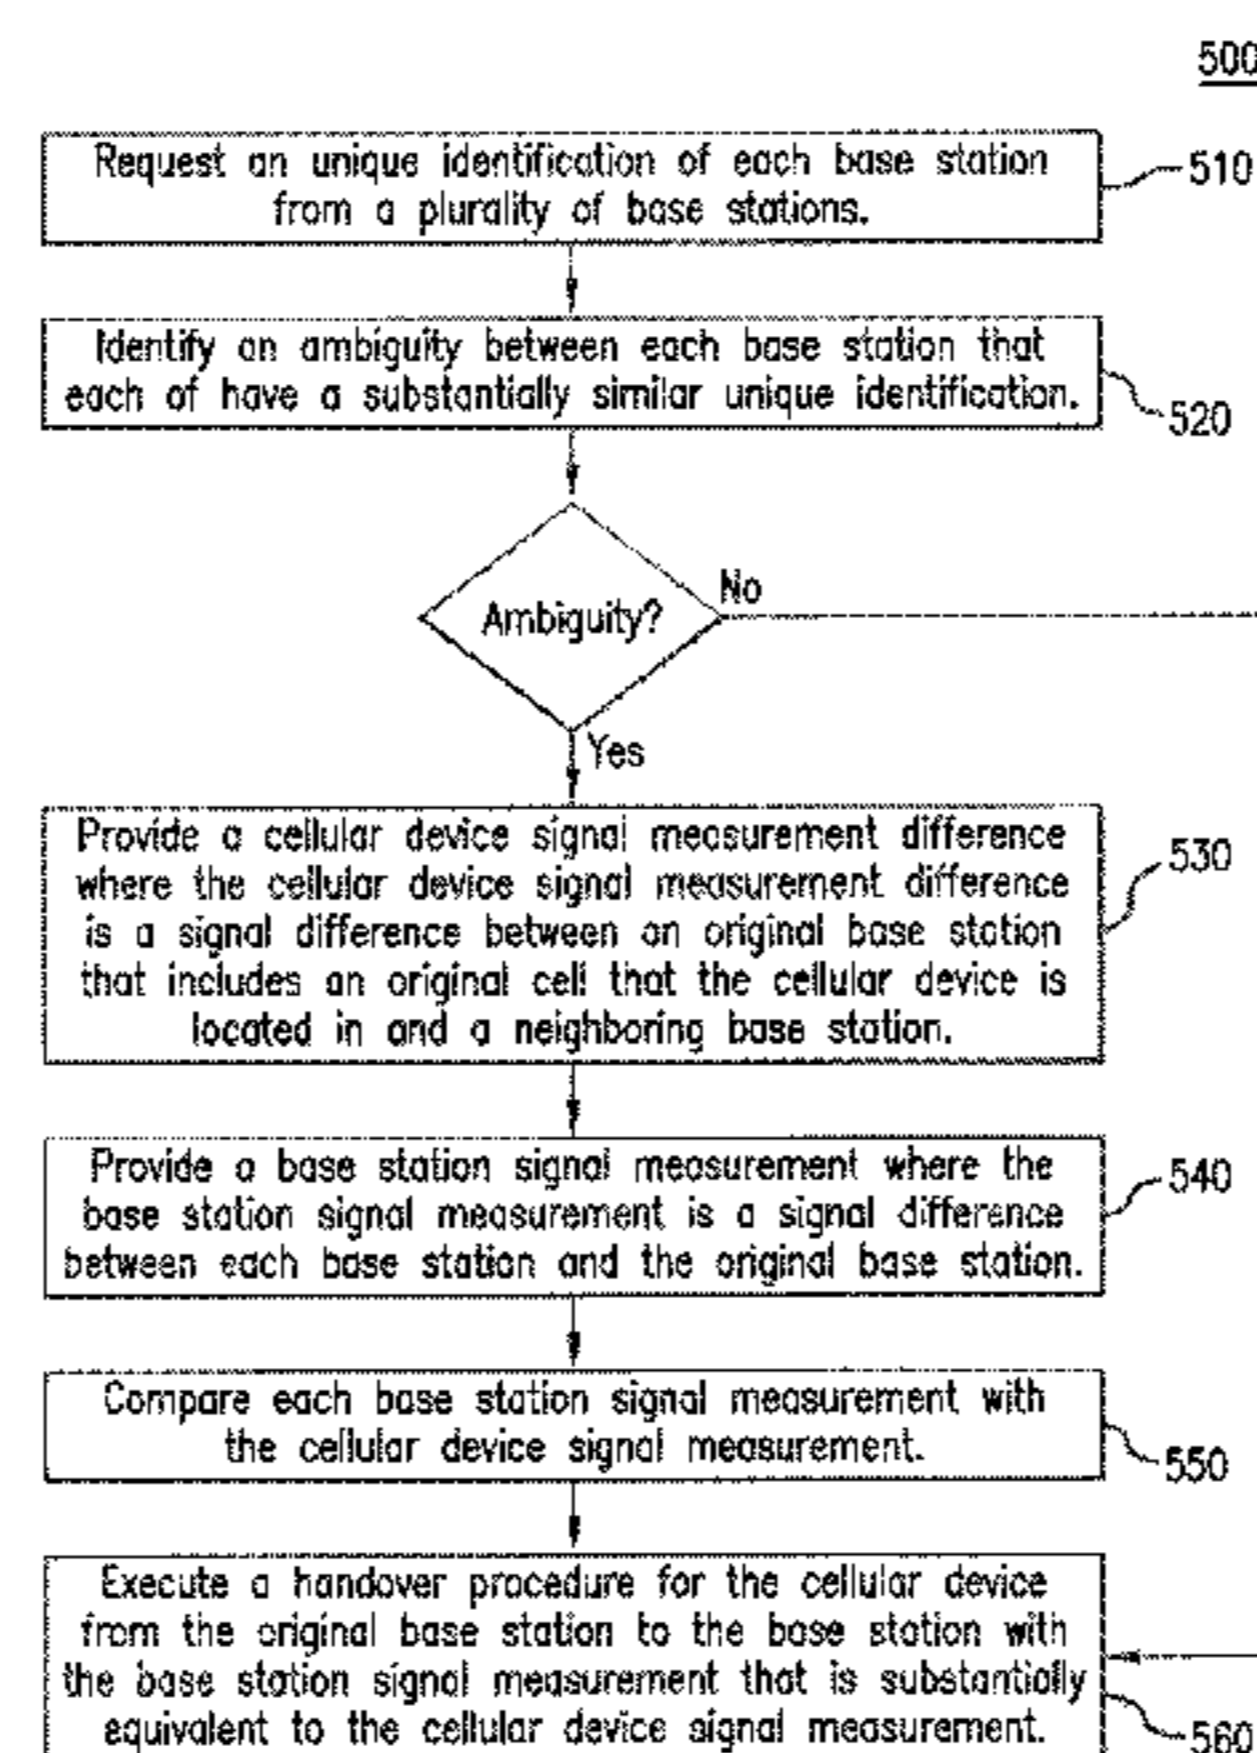 500
Request an unique identification of each base station
from a plurality of base stations.
510
Identify an ambiguity between each base station that
each of have a substantially similar unique identification.
520
Ambiguity?
No
Yes
Provide a cellular device signal measurement difference
where the cellular device signal measurement difference
is a signal difference between an original base station
that includes an original cell that the cellular device is
located in and a neighboring base station.
530
Provide a base station signal measurement where the
base station signal measurement is a signal difference
between each base station and the original base station.
540
Compare each base station signal measurement with
the cellular device signal measurement.
550
Execute a handover procedure for the cellular device
from the original base station to the base station with
the base station signal measurement that is substantially
equivalent to the cellular device signal measurement.
560